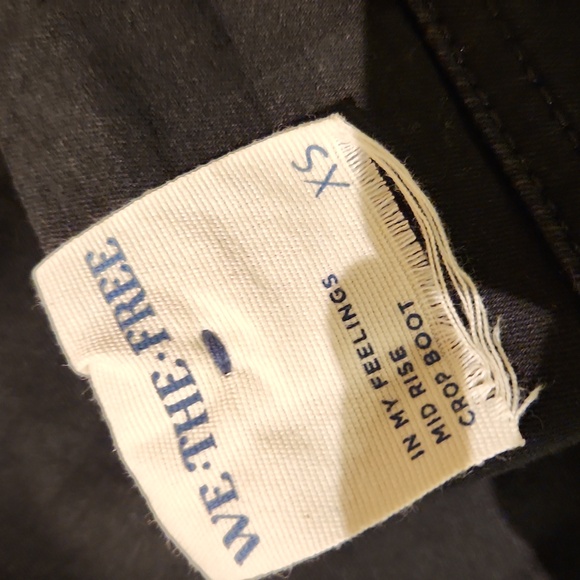 WE·THE·FREE
XS
IN MY FEELINGS
MID RISE
CROP BOOT